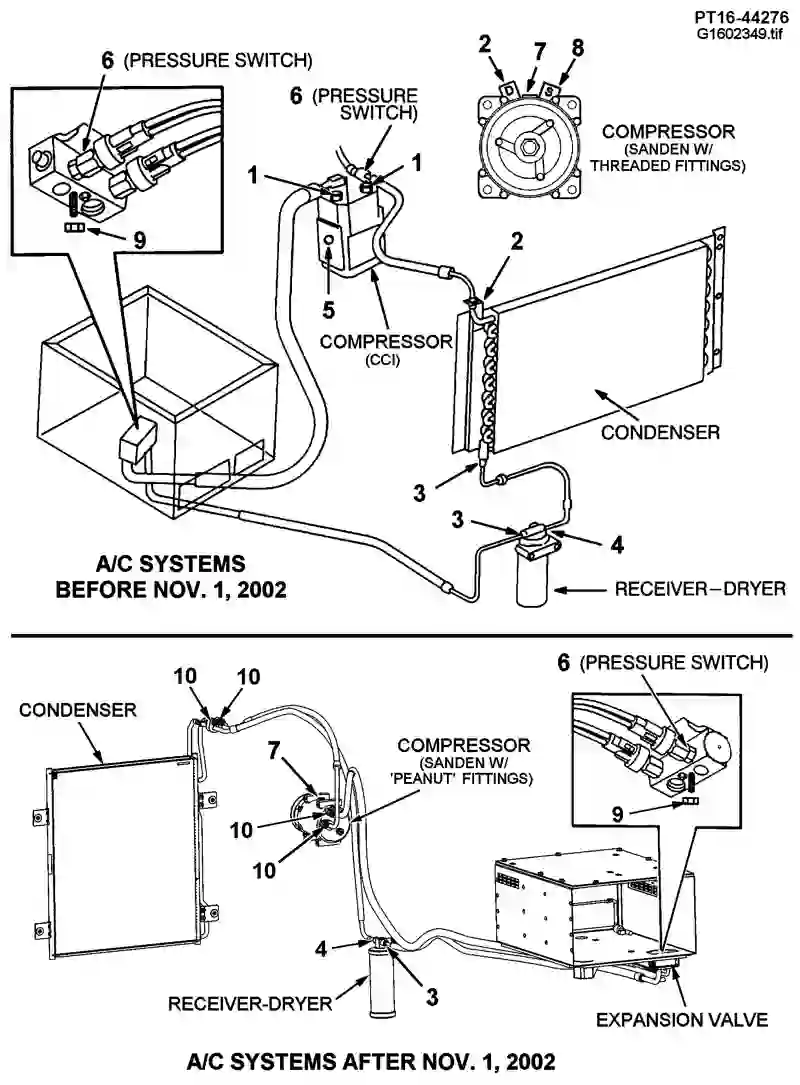 PT16-44276
G1602349.tif
6 (PRESSURE SWITCH)
2
7
8
D
S
6 (PRESSURE
SWITCH)
COMPRESSOR
(SANDEN W/
THREADED FITTINGS)
1
1
9
5
2
COMPRESSOR
(CCI)
CONDENSER
3
3
4
A/C SYSTEMS
BEFORE NOV. 1, 2002
RECEIVER–DRYER
6 (PRESSURE SWITCH)
10
10
CONDENSER
7
COMPRESSOR
(SANDEN W/
'PEANUT' FITTINGS)
9
10
10
4
3
RECEIVER-DRYER
EXPANSION VALVE
A/C SYSTEMS AFTER NOV. 1, 2002